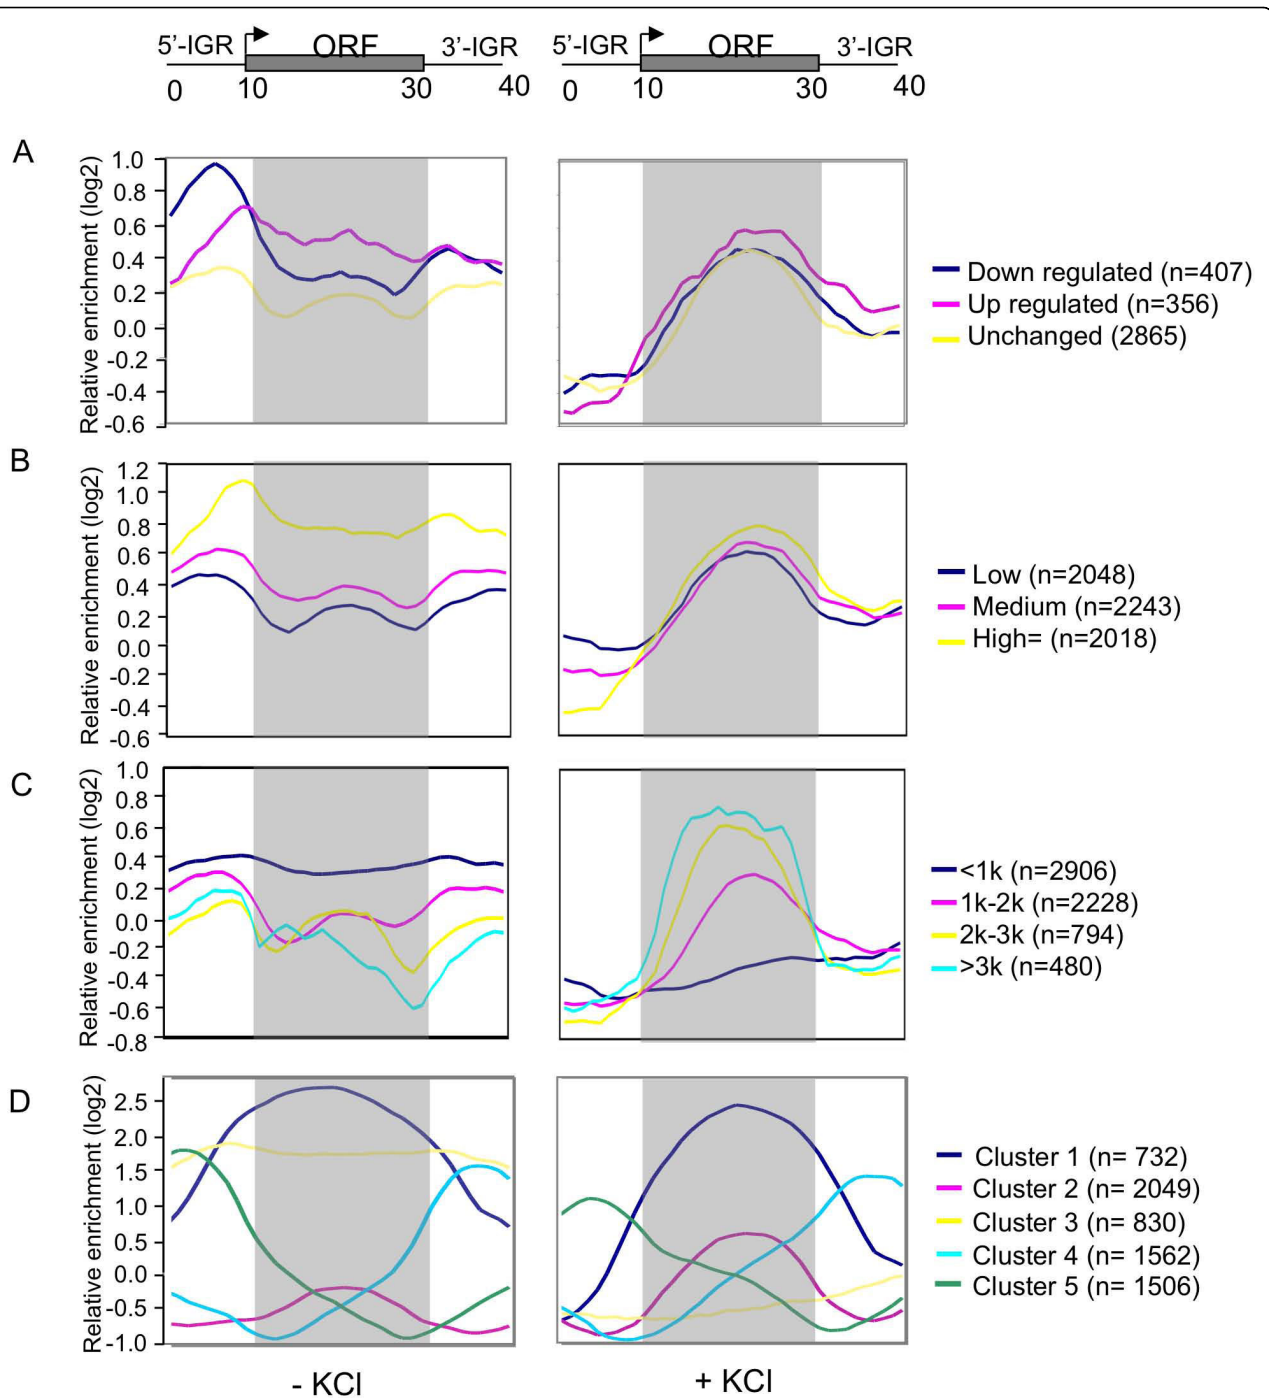 5'-IGR ORF 3'-IGR 5'-IGR ORF 3'-IGR
0 10 30 40 0 10 30 40
A
Relative enrichment (log2)
1.0
0.8
0.6
0.4
0.2
0.0
-0.2
-0.4
-0.6
Down regulated (n=407)
Up regulated (n=356)
Unchanged (2865)
B
Relative enrichment (log2)
1.2
1.0
0.8
0.6
0.4
0.2
0.0
-0.2
-0.4
-0.6
Low (n=2048)
Medium (n=2243)
High= (n=2018)
C
Relative enrichment (log2)
1.0
0.8
0.6
0.4
0.2
0.0
-0.2
-0.4
-0.6
-0.8
<1k (n=2906)
1k-2k (n=2228)
2k-3k (n=794)
>3k (n=480)
D
Relative enrichment (log2)
2.5
2.0
1.5
1.0
0.5
0.0
-0.5
-1.0
Cluster 1 (n= 732)
Cluster 2 (n= 2049)
Cluster 3 (n= 830)
Cluster 4 (n= 1562)
Cluster 5 (n= 1506)
- KCl + KCl